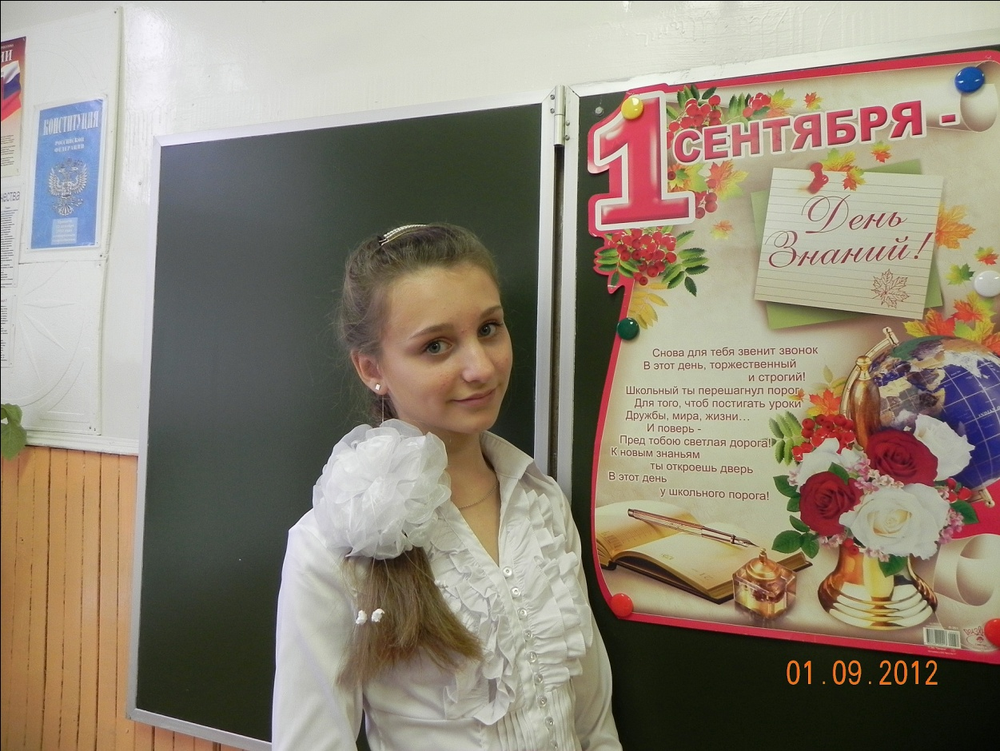 ИИ
КОНСТИТУЦИЯ
РОССИЙСКОЙ
ФЕДЕРАЦИИ
1 СЕНТЯБРЯ -
День
Знаний!
Снова для тебя звенит звонок
В этот день, торжественный
и строгий!
Школьный ты перешагнул порог
Для того, чтоб постигать уроки
Дружбы, мира, жизни...
И поверь -
Пред тобою светлая дорога!
К новым знаньям
ты откроешь дверь
В этот день
у школьного порога!
01.09.2012